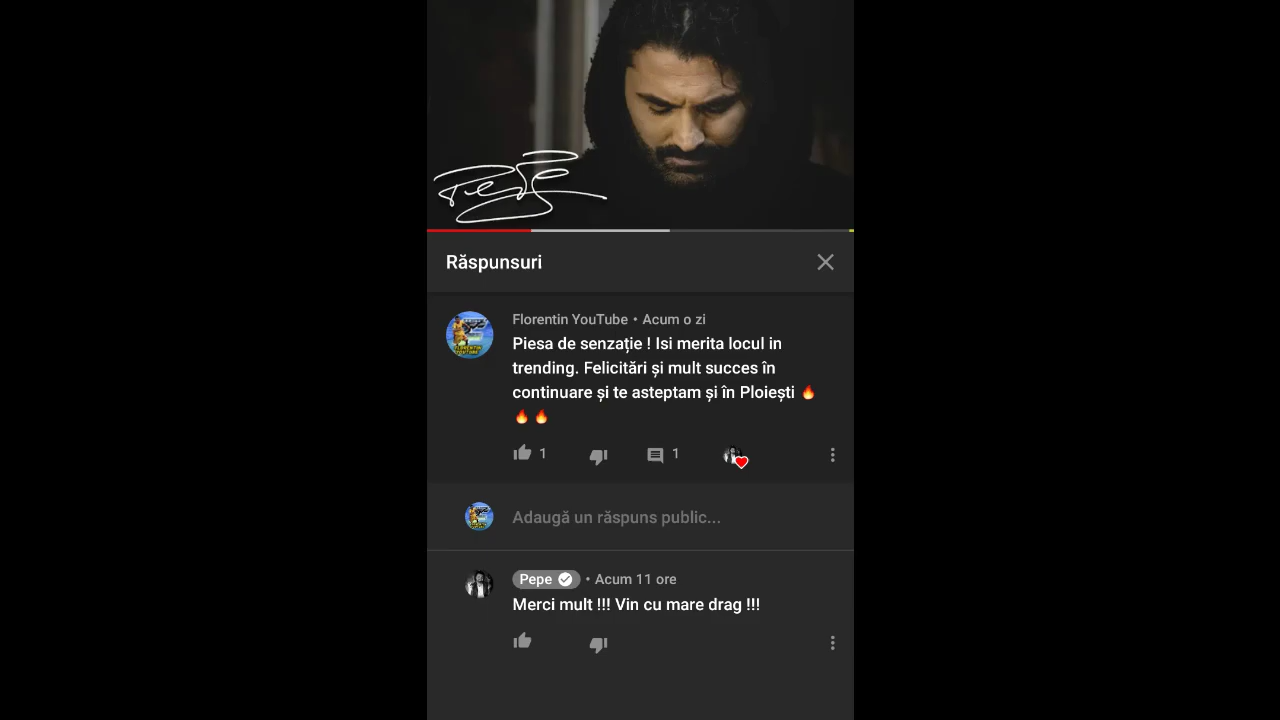 Pepe
Răspunsuri
Florentin YouTube • Acum o zi
Piesa de senzație ! Isi merita locul in
trending. Felicitări și mult succes în
continuare și te asteptam și în Ploiești 🔥
🔥🔥
1
1
Adaugă un răspuns public...
Pepe • Acum 11 ore
Merci mult !!! Vin cu mare drag !!!